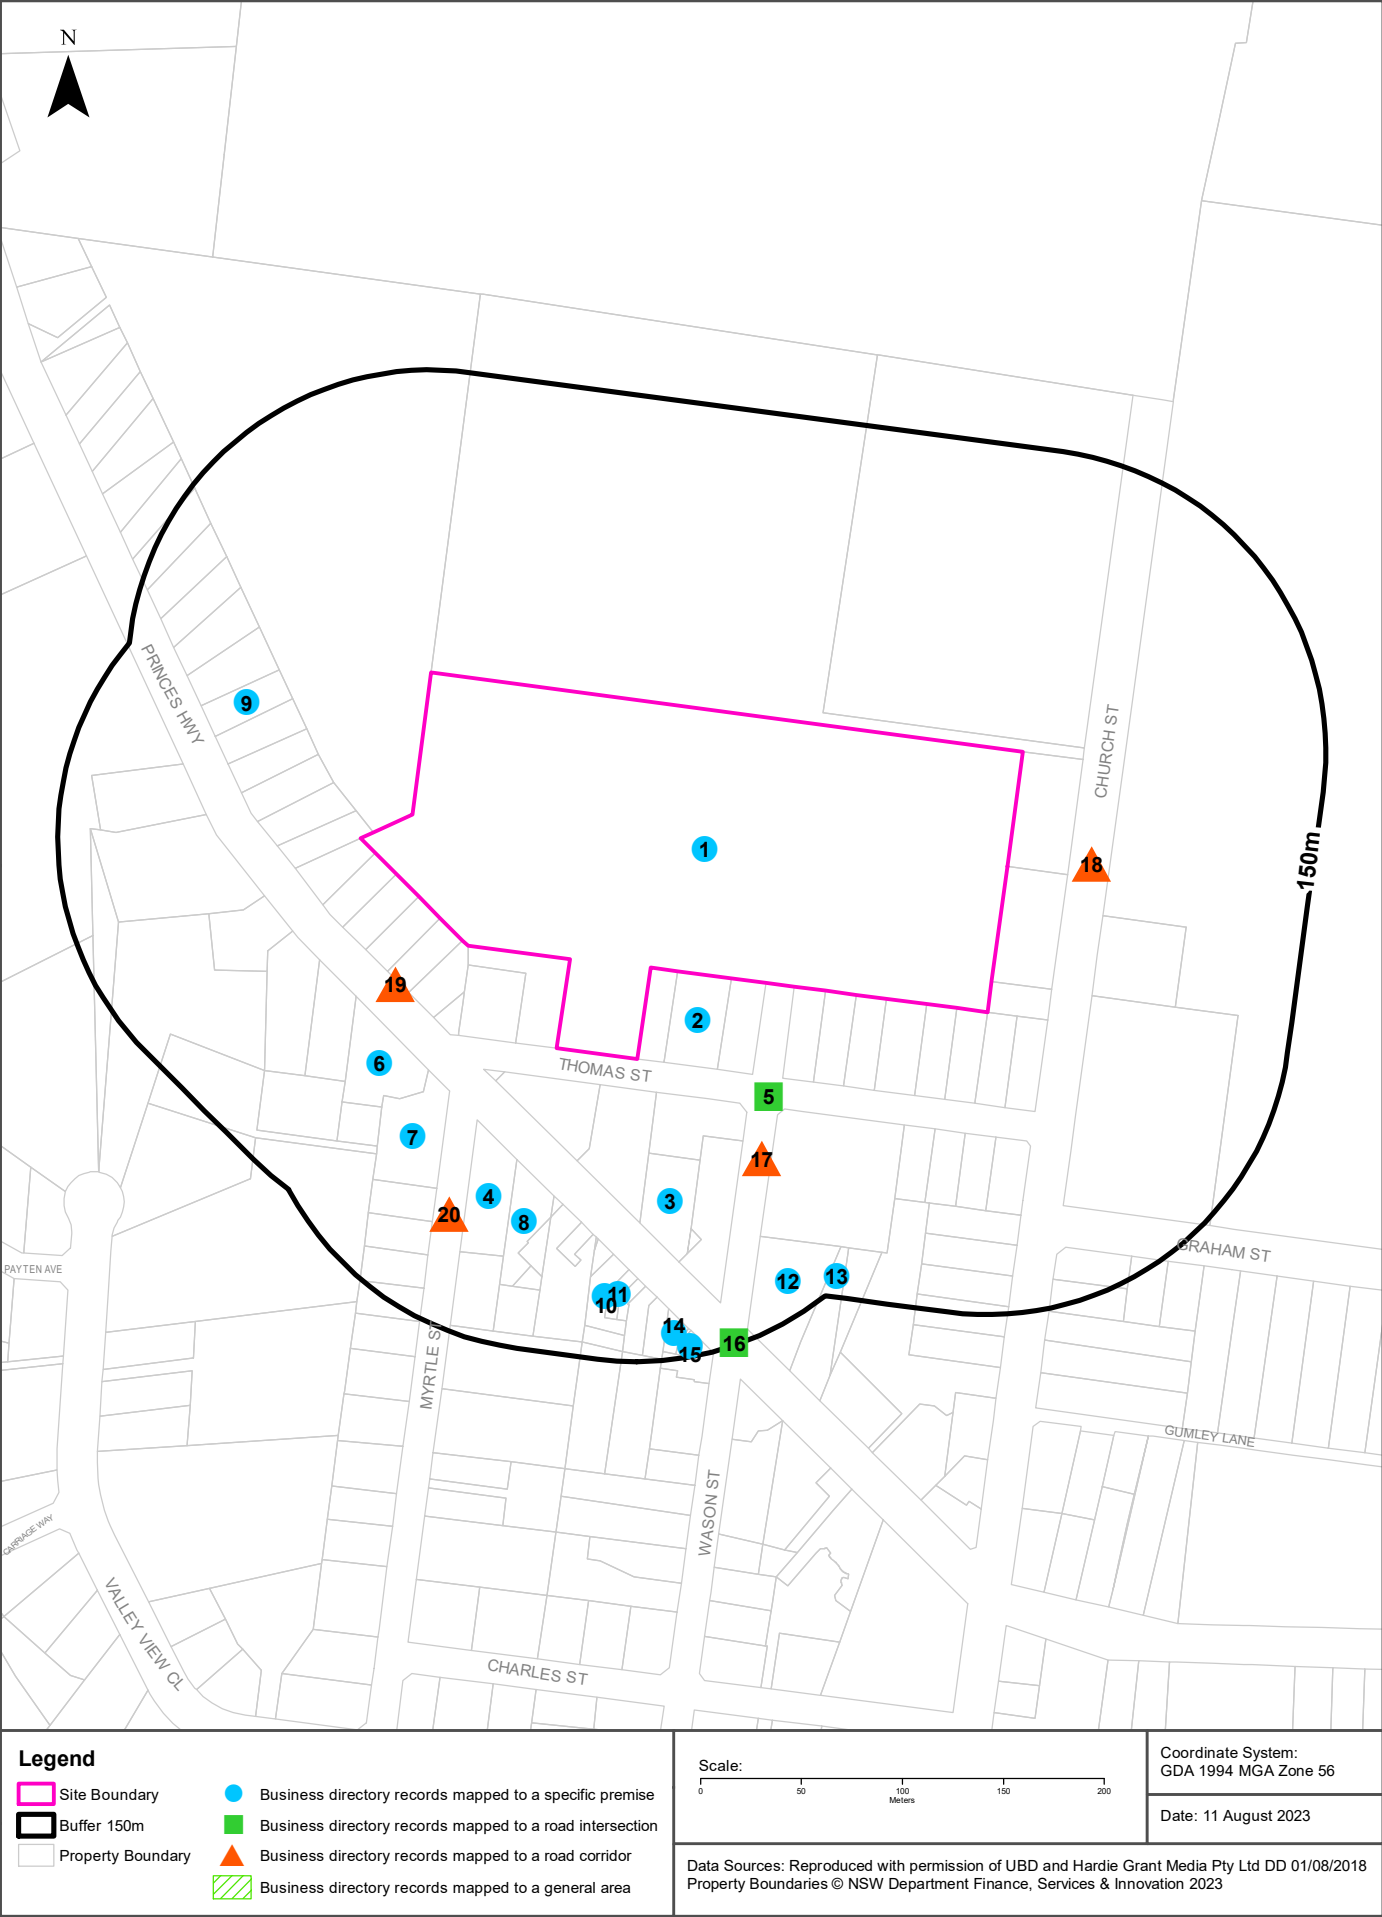 N
PRINCES HWY
9
CHURCH ST
1
150m
18
19
2
6
THOMAS ST
5
7
17
4
3
20
8
GRAHAM ST
PAYTEN AVE
12
13
11
10
14
16
15
MYRTLE ST
GUMLEY LANE
WASON ST
CARRIAGE WAY
VALLEY VIEW CL
CHARLES ST
Legend
Site Boundary
Buffer 150m
Property Boundary
Business directory records mapped to a specific premise
Business directory records mapped to a road intersection
Business directory records mapped to a road corridor
Business directory records mapped to a general area
Scale:
0 50 100 150 200
Meters
Coordinate System:
GDA 1994 MGA Zone 56
Date: 11 August 2023
Data Sources: Reproduced with permission of UBD and Hardie Grant Media Pty Ltd DD 01/08/2018
Property Boundaries © NSW Department Finance, Services & Innovation 2023